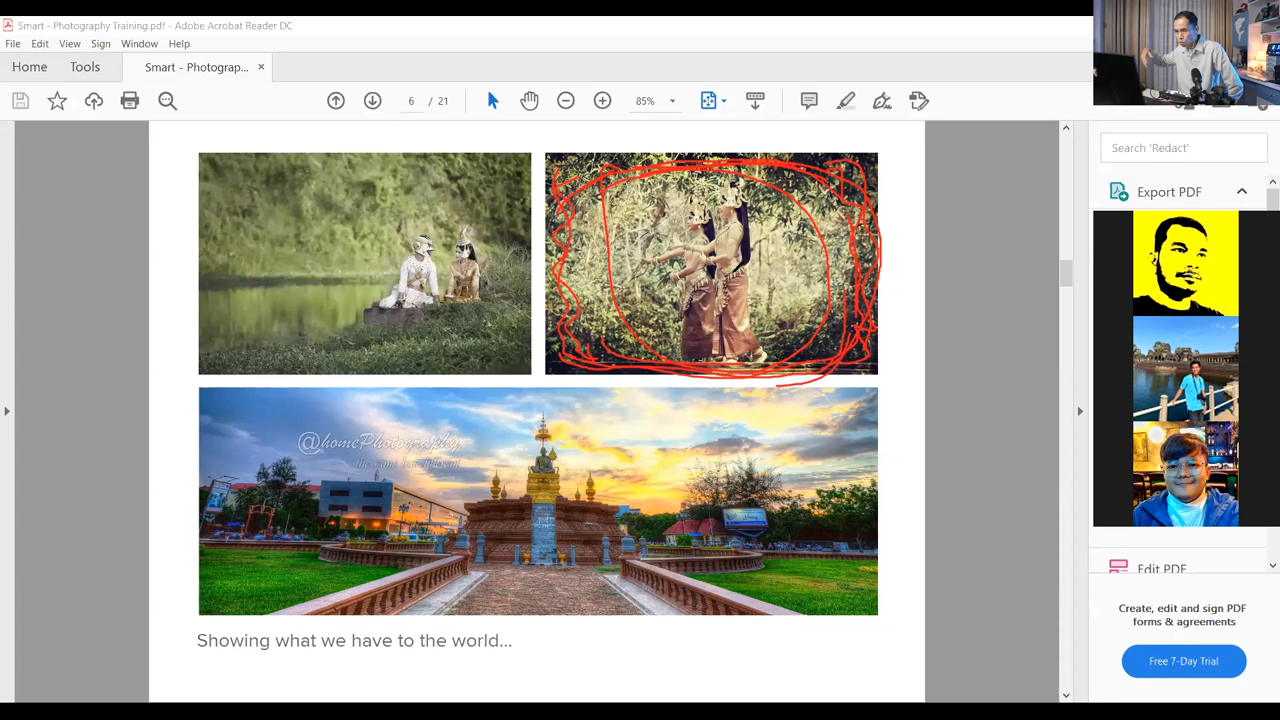 Smart - Photography Training.pdf - Adobe Acrobat Reader DC
File Edit View Sign Window Help
Home Tools Smart - Photograp... ×
6 / 21 85%
Search 'Redact'
Export PDF
@homePhotography
Showing what we have to the world...
Edit PDF
Create, edit and sign PDF
forms & agreements
Free 7-Day Trial